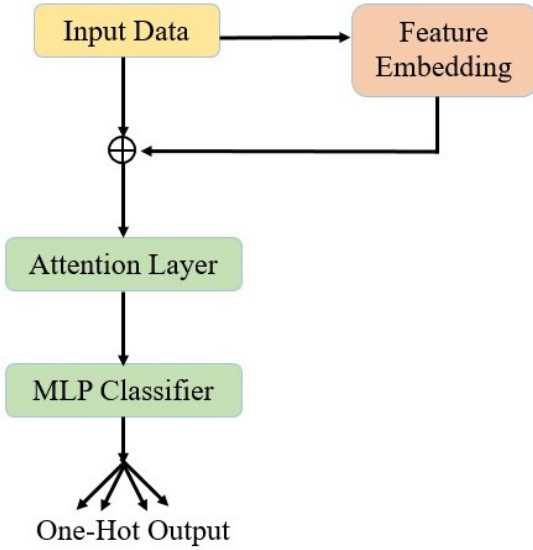 Input Data
Feature
Embedding
Attention Layer
MLP Classifier
One-Hot Output